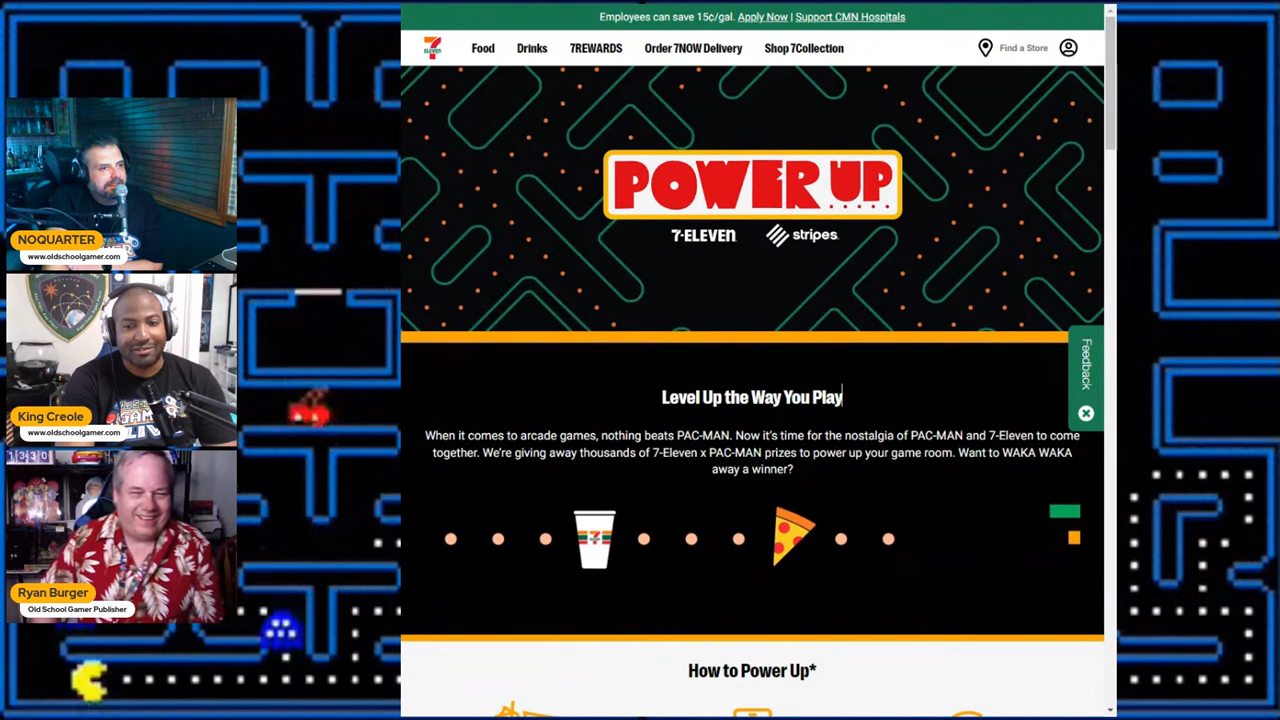 Employees can save 15¢/gal. Apply Now | Support CMN Hospitals
7 ELEVEN
Food Drinks 7REWARDS Order 7NOW Delivery Shop 7Collection Find a Store
POWER UP
7-ELEVEN stripes
Feedback
Level Up the Way You Play
When it comes to arcade games, nothing beats PAC-MAN. Now it's time for the nostalgia of PAC-MAN and 7-Eleven to come
together. We're giving away thousands of 7-Eleven x PAC-MAN prizes to power up your game room. Want to WAKA WAKA
away a winner?
How to Power Up*
NOQUARTER
www.oldschoolgamer.com
King Creole
www.oldschoolgamer.com
1330
Ryan Burger
Old School Gamer Publisher